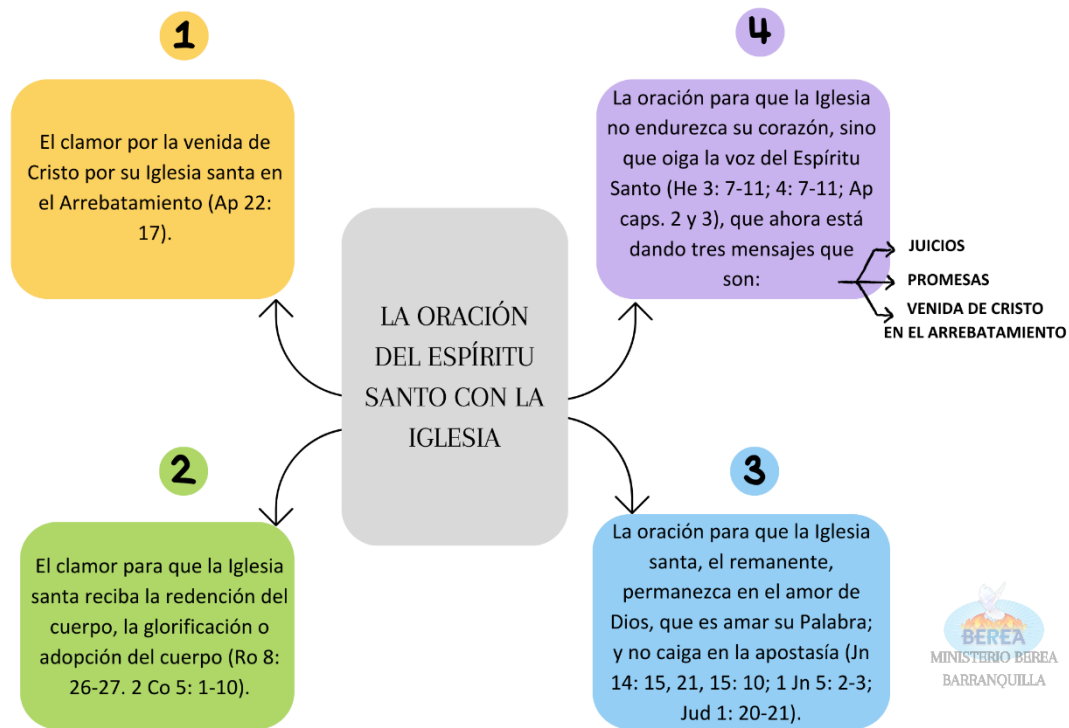 1
El clamor por la venida de
Cristo por su Iglesia santa en
el Arrebatamiento (Ap 22:
17).
LA ORACIÓN
DEL ESPÍRITU
SANTO CON LA
IGLESIA
2
El clamor para que la Iglesia
santa reciba la redención del
cuerpo, la glorificación o
adopción del cuerpo (Ro 8:
26-27. 2 Co 5: 1-10).
3
La oración para que la Iglesia
santa, el remanente,
permanezca en el amor de
Dios, que es amar su Palabra;
y no caiga en la apostasía (Jn
14: 15, 21, 15: 10; 1 Jn 5: 2-3;
Jud 1: 20-21).
4
La oración para que la Iglesia
no endurezca su corazón, sino
que oiga la voz del Espíritu
Santo (He 3: 7-11; 4: 7-11; Ap
caps. 2 y 3), que ahora está
dando tres mensajes que
son:
JUICIOS
PROMESAS
VENIDA DE CRISTO
EN EL ARREBATAMIENTO
BEREA
MINISTERIO BEREA
BARRANQUILLA